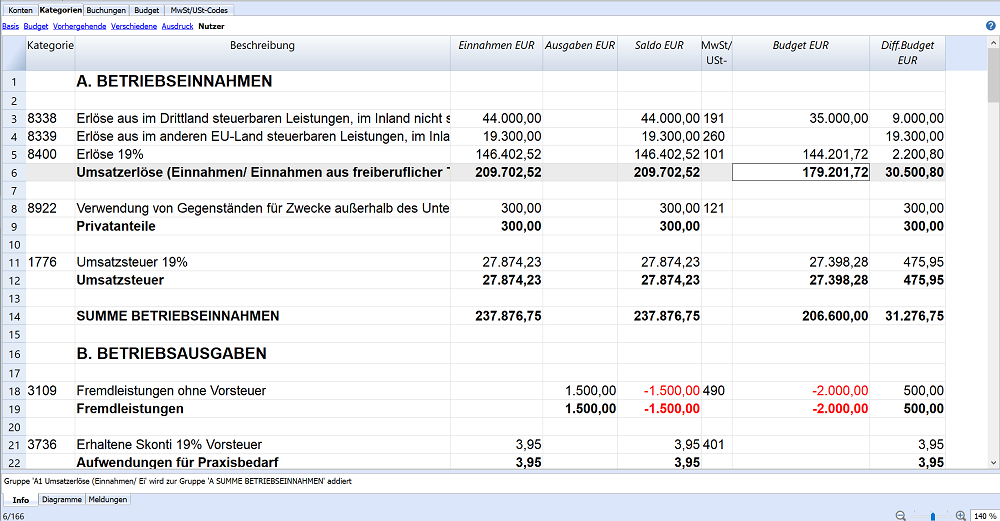 Konten Kategorien Buchungen Budget MwSt/USt-Codes
Basis Budget Vorhergehende Verschiedene Ausdruck Nutzer ?
Kategorie Beschreibung Einnahmen EUR Ausgaben EUR Saldo EUR MwSt/ USt- Budget EUR Diff.Budget EUR
1 A. BETRIEBSEINNAHMEN
2
3 8338 Erlöse aus im Drittland steuerbaren Leistungen, im Inland nicht s 44.000,00 44.000,00 191 35.000,00 9.000,00
4 8339 Erlöse aus im anderen EU-Land steuerbaren Leistungen, im Inla 19.300,00 19.300,00 260 19.300,00
5 8400 Erlöse 19% 146.402,52 146.402,52 101 144.201,72 2.200,80
6 Umsatzerlöse (Einnahmen/ Einnahmen aus freiberuflicher T 209.702,52 209.702,52 179.201,72 30.500,80
7
8 8922 Verwendung von Gegenständen für Zwecke außerhalb des Unte 300,00 300,00 121 300,00
9 Privatanteile 300,00 300,00 300,00
10
11 1776 Umsatzsteuer 19% 27.874,23 27.874,23 27.398,28 475,95
12 Umsatzsteuer 27.874,23 27.874,23 27.398,28 475,95
13
14 SUMME BETRIEBSEINNAHMEN 237.876,75 237.876,75 206.600,00 31.276,75
15
16 B. BETRIEBSAUSGABEN
17
18 3109 Fremdleistungen ohne Vorsteuer 1.500,00 -1.500,00 490 -2.000,00 500,00
19 Fremdleistungen 1.500,00 -1.500,00 -2.000,00 500,00
20
21 3736 Erhaltene Skonti 19% Vorsteuer 3,95 3,95 401 3,95
22 Aufwendungen für Praxisbedarf 3,95 3,95 3,95
Gruppe 'A1 Umsatzerlöse (Einnahmen/ Ei' wird zur Gruppe 'A SUMME BETRIEBSEINNAHMEN' addiert
Info Diagramme Meldungen
6/166 140 %